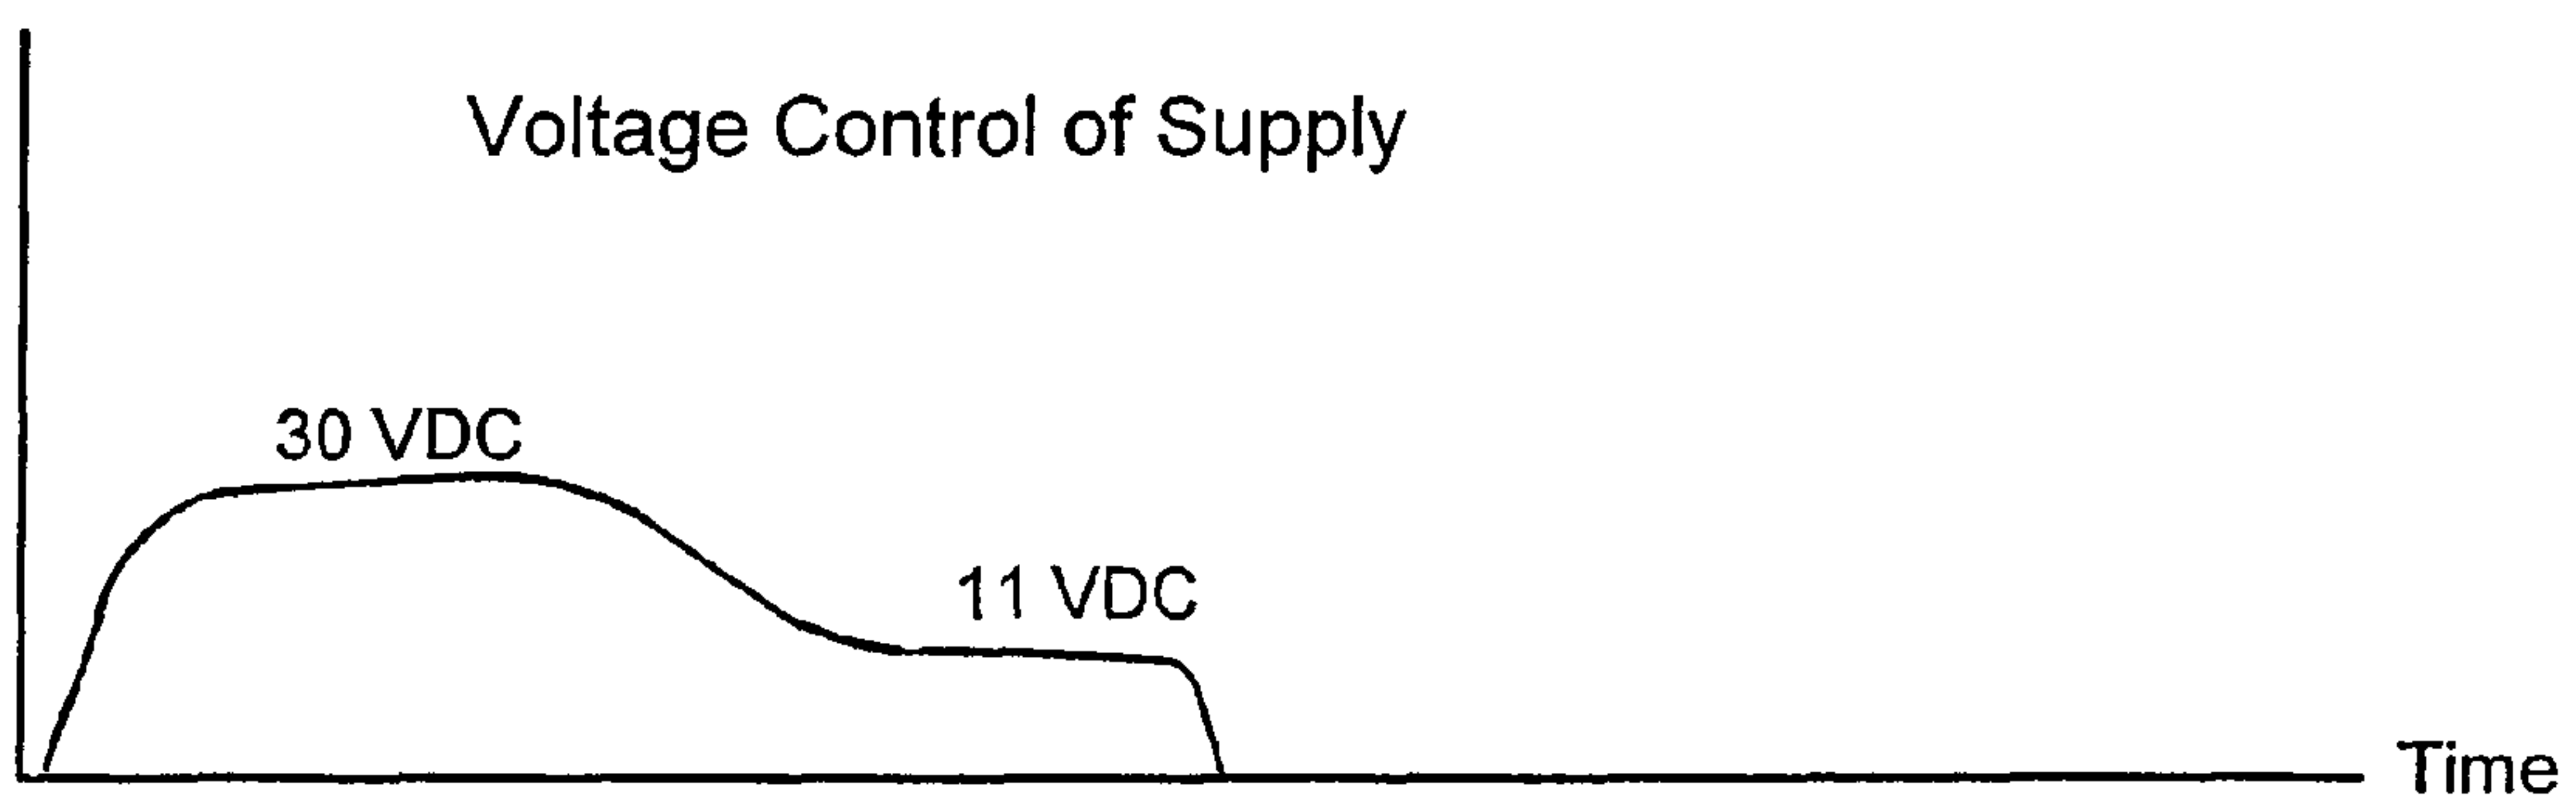 Voltage Control of Supply
30 VDC
11 VDC
Time